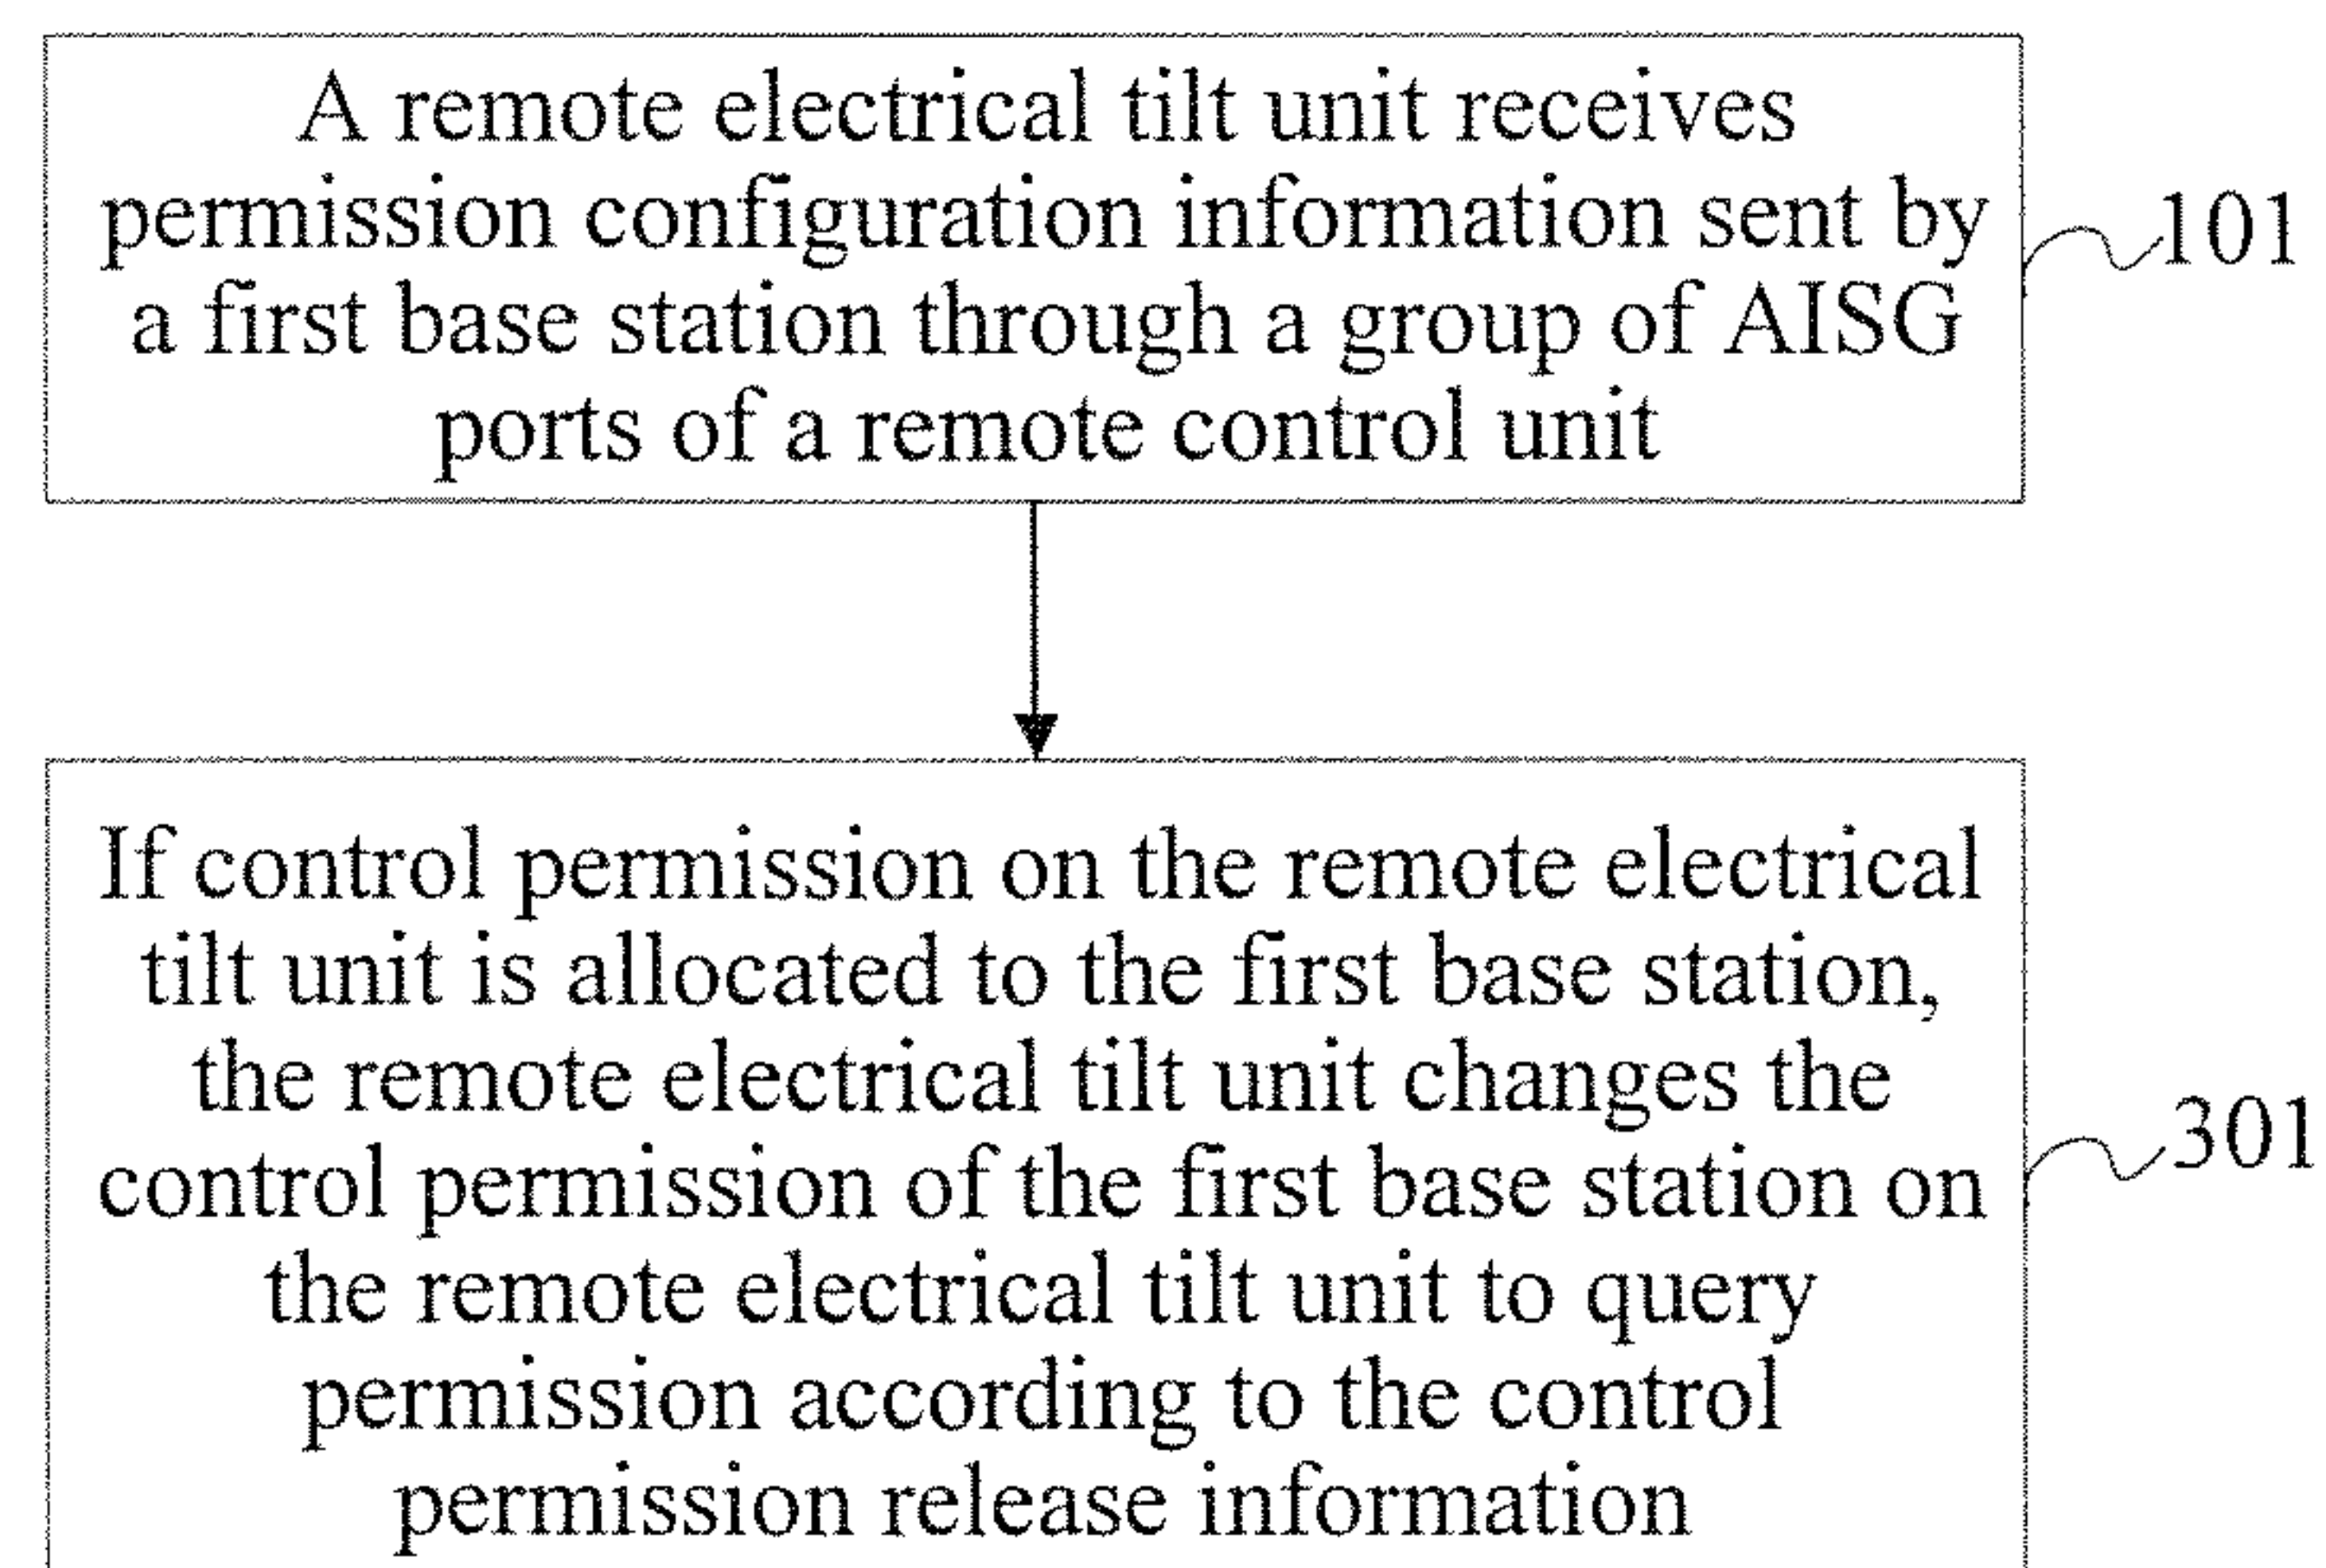 A remote electrical tilt unit receives
permission configuration information sent by
a first base station through a group of AISG
ports of a remote control unit
101
If control permission on the remote electrical
tilt unit is allocated to the first base station,
the remote electrical tilt unit changes the
control permission of the first base station on
the remote electrical tilt unit to query
permission according to the control
permission release information
301